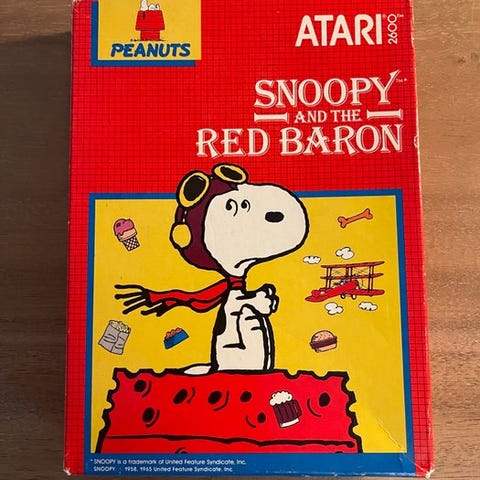 PEANUTS
ATARI 2600™
SNOOPY™*
AND THE
RED BARON
* SNOOPY is a trademark of United Feature Syndicate, Inc.
SNOOPY 1958, 1965 United Feature Syndicate, Inc.